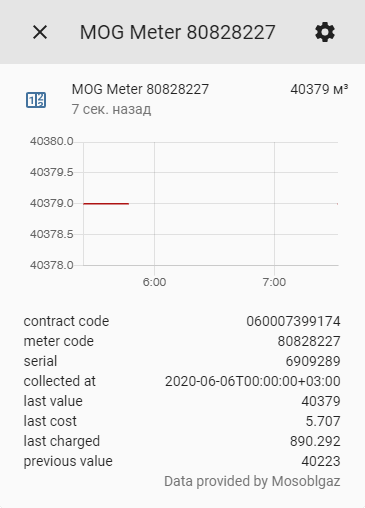 MOG Meter 80828227
MOG Meter 80828227 40379 м³
7 сек. назад
40380.0
40379.5
40379.0
40378.5
40378.0
6:00 7:00
contract code 060007399174
meter code 80828227
serial 6909289
collected at 2020-06-06T00:00:00+03:00
last value 40379
last cost 5.707
last charged 890.292
previous value 40223
Data provided by Mosoblgaz